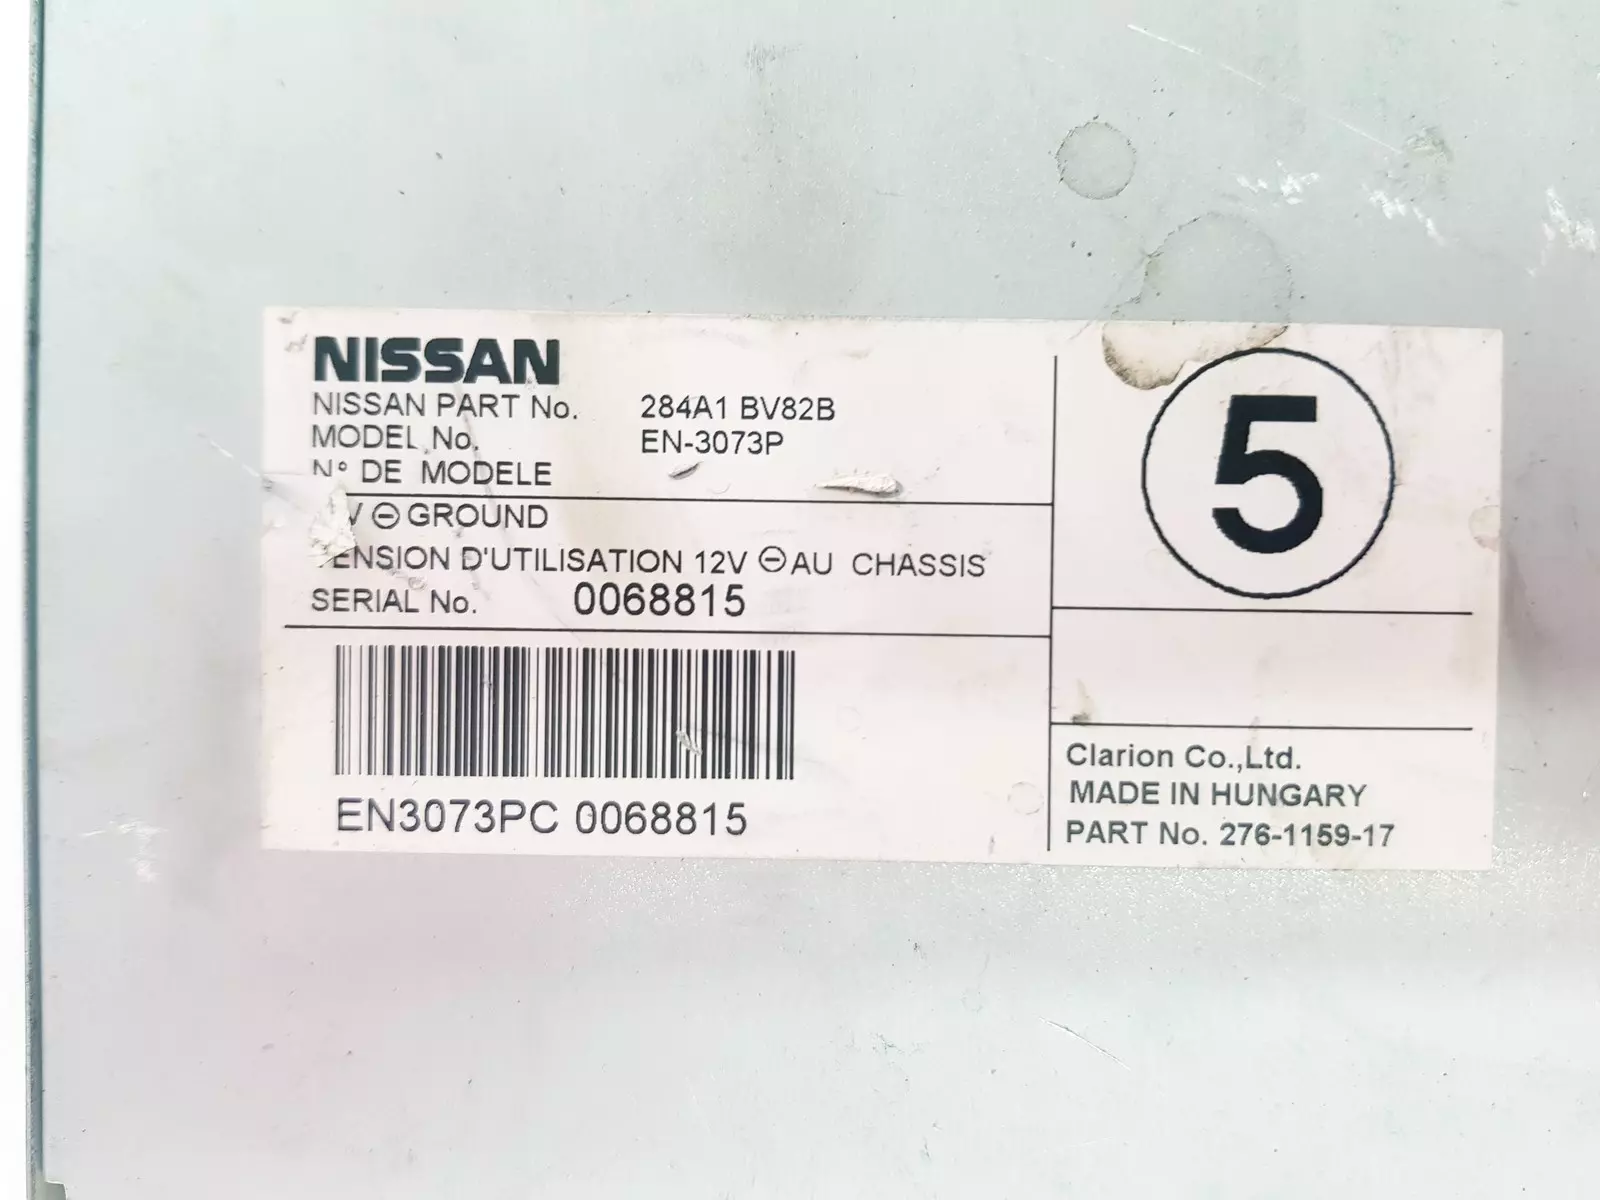 NISSAN
NISSAN PART No. 284A1 BV82B
MODEL No. EN-3073P
N° DE MODELE
V ⊖ GROUND
TENSION D'UTILISATION 12V ⊖ AU CHASSIS
SERIAL No. 0068815
EN3073PC 0068815
5
Clarion Co.,Ltd.
MADE IN HUNGARY
PART No. 276-1159-17